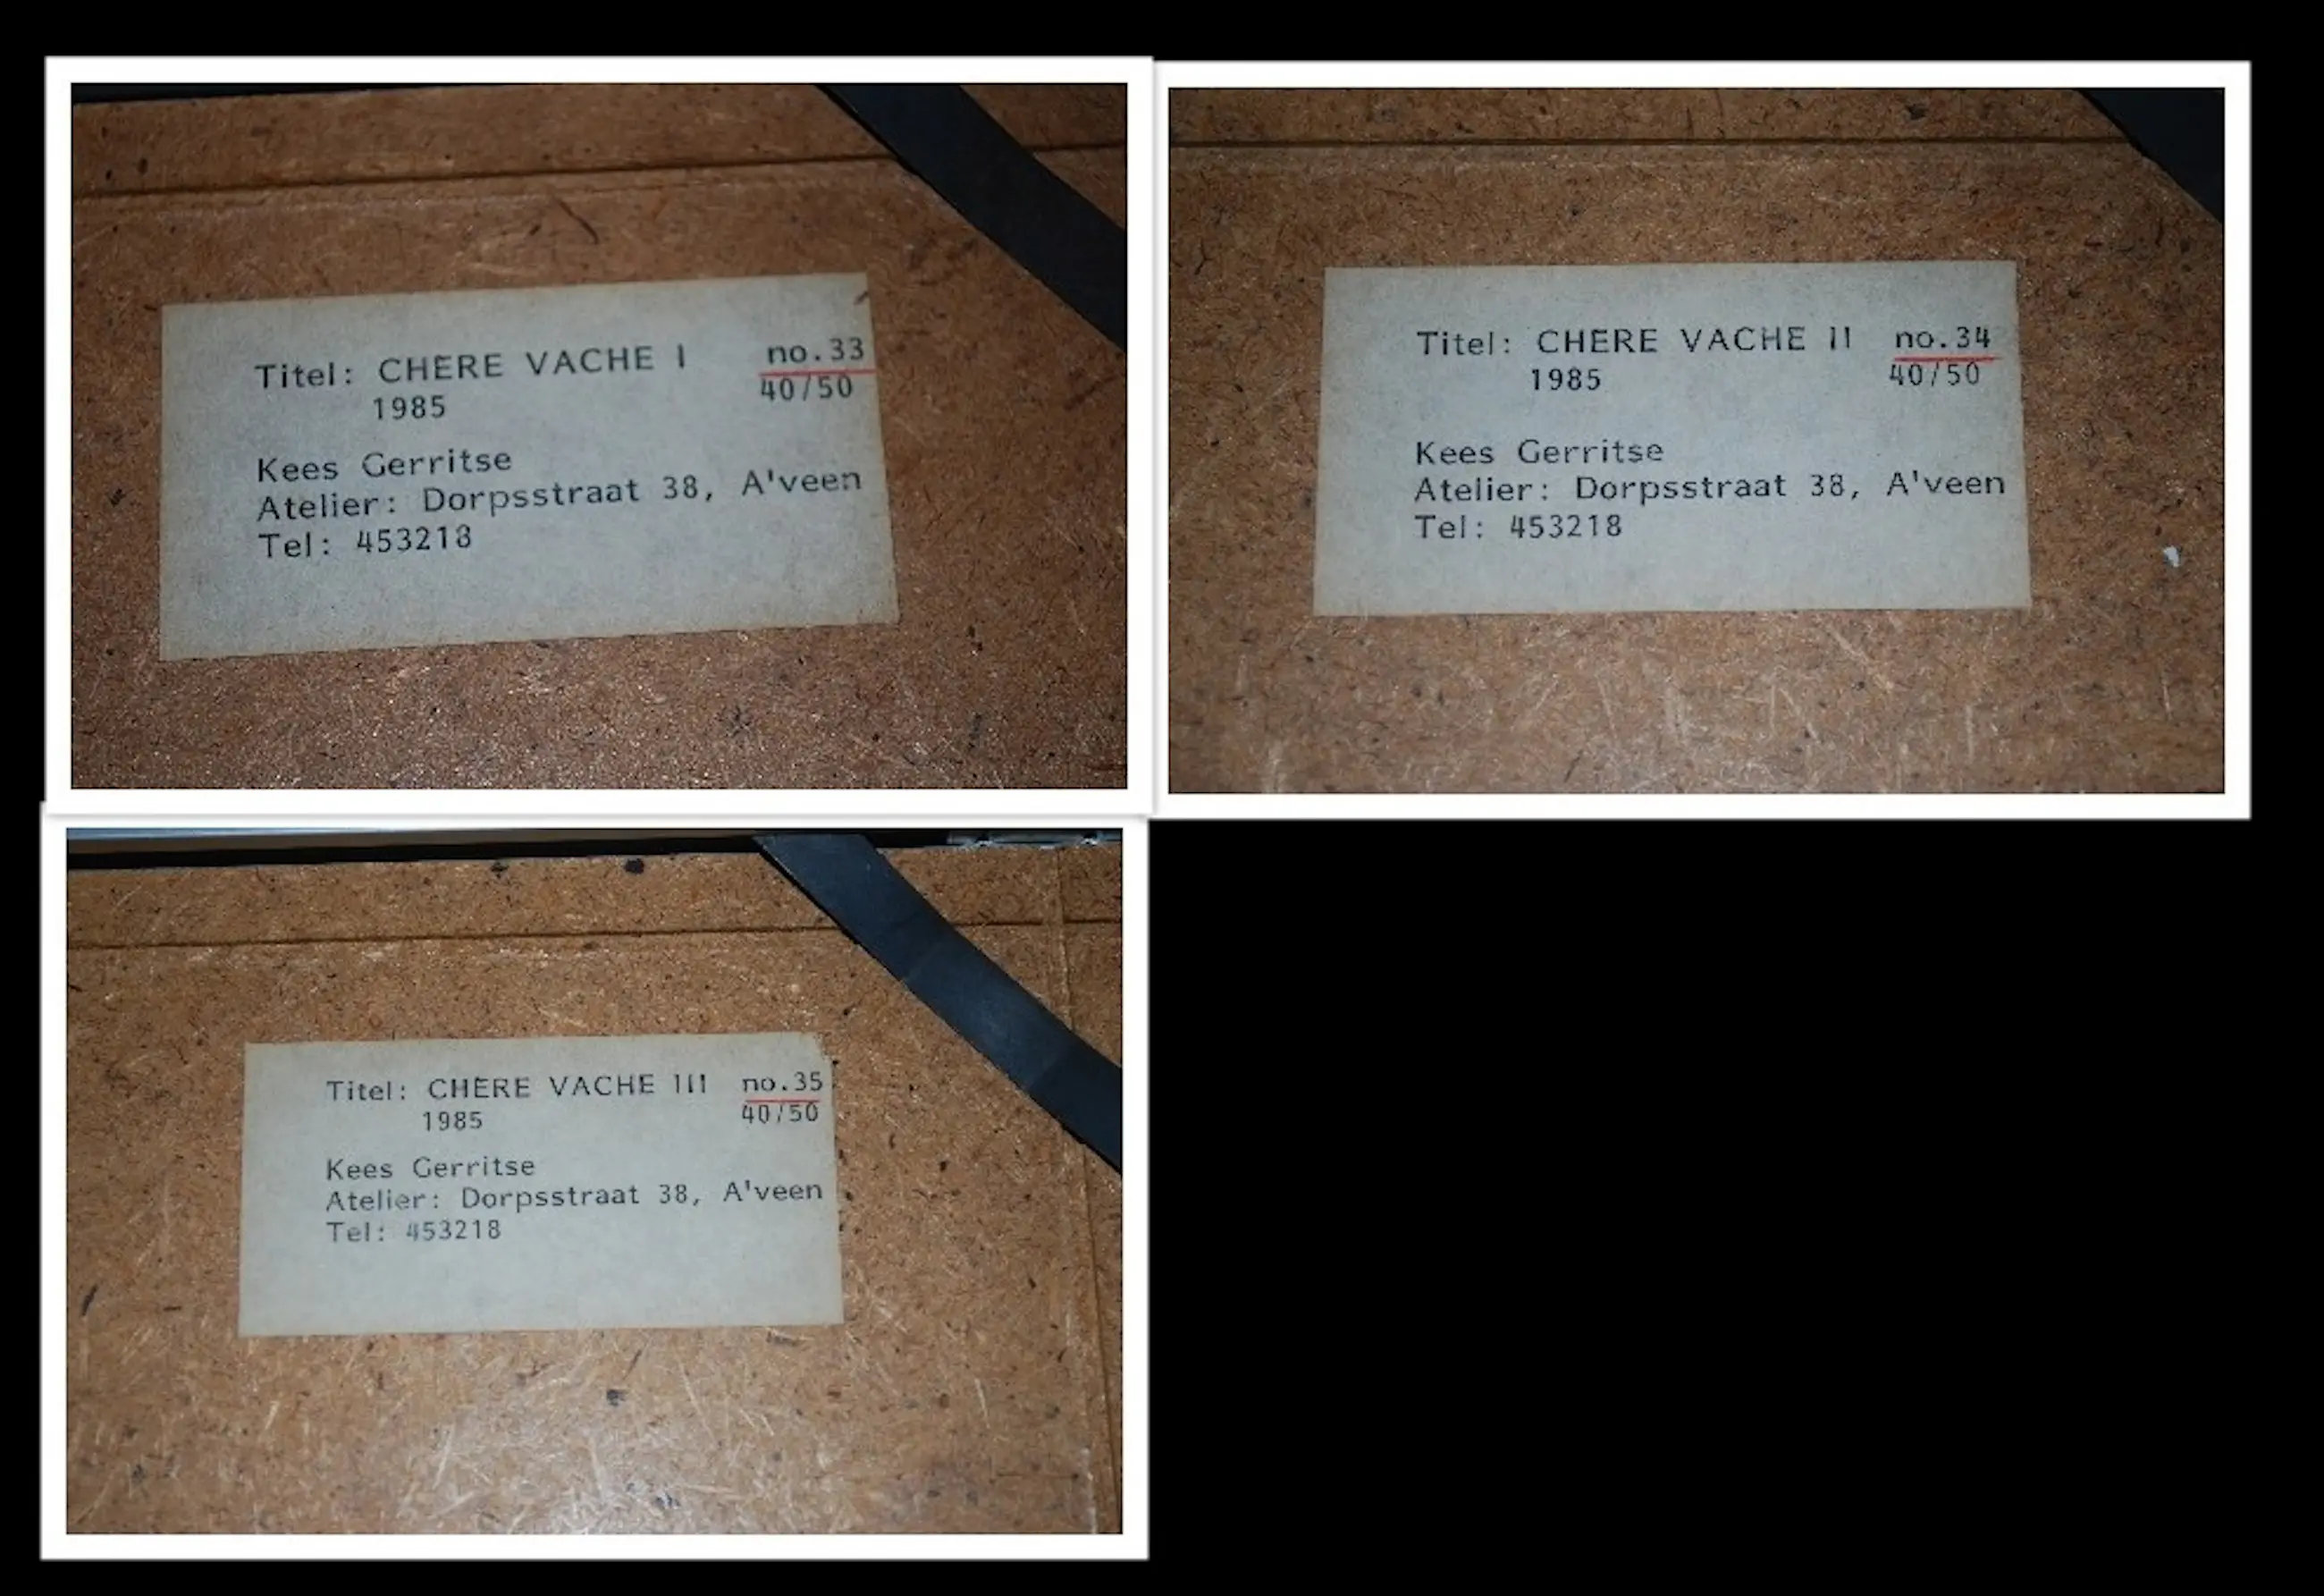 Titel: CHERE VACHE I no.33
1985 40/50
Kees Gerritse
Atelier: Dorpsstraat 38, A'veen
Tel: 453218
Titel: CHERE VACHE II no.34
1985 40/50
Kees Gerritse
Atelier: Dorpsstraat 38, A'veen
Tel: 453218
Titel: CHERE VACHE III no.35
1985 40/50
Kees Gerritse
Atelier: Dorpsstraat 38, A'veen
Tel: 453218